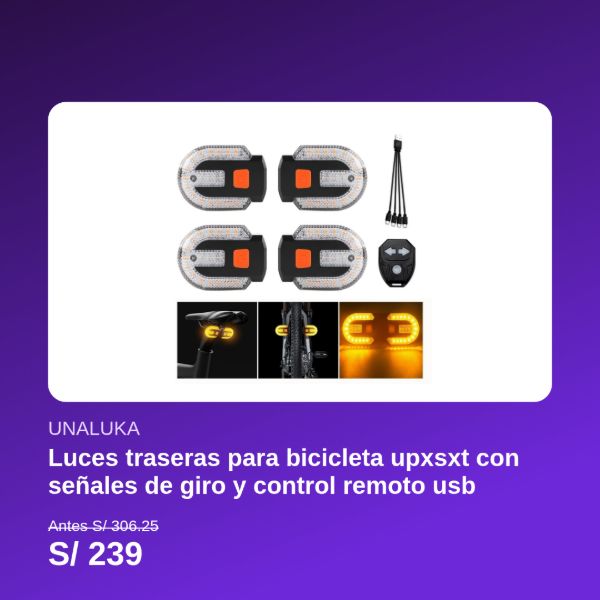 UNALUKA
Luces traseras para bicicleta upxsxt con
señales de giro y control remoto usb
Antes S/ 306.25
S/ 239